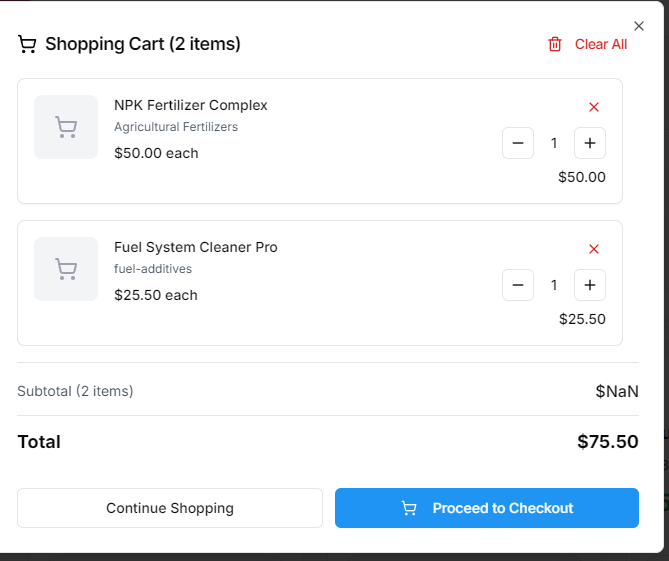 Shopping Cart (2 items)
Clear All
NPK Fertilizer Complex
Agricultural Fertilizers
$50.00 each
1
$50.00
Fuel System Cleaner Pro
fuel-additives
$25.50 each
1
$25.50
Subtotal (2 items) $NaN
Total $75.50
Continue Shopping
Proceed to Checkout